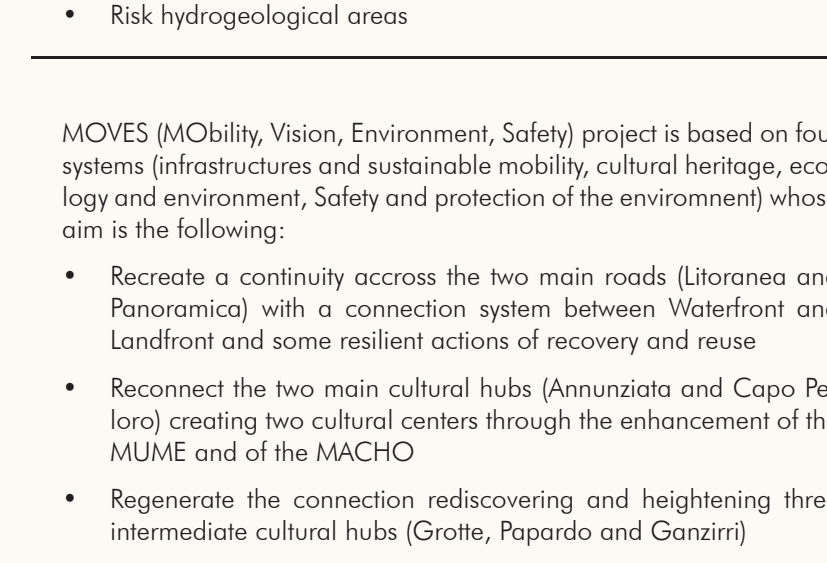 • Risk hydrogeological areas
MOVES (MObility, Vision, Environment, Safety) project is based on fou
systems (infrastructures and sustainable mobility, cultural heritage, eco
logy and environment, Safety and protection of the enviromnent) whose
aim is the following:
• Recreate a continuity accross the two main roads (Litoranea and
Panoramica) with a connection system between Waterfront and
Landfront and some resilient actions of recovery and reuse
• Reconnect the two main cultural hubs (Annunziata and Capo Pe
loro) creating two cultural centers through the enhancement of the
MUME and of the MACHO
• Regenerate the connection rediscovering and heightening thre
intermediate cultural hubs (Grotte, Papardo and Ganzirri)